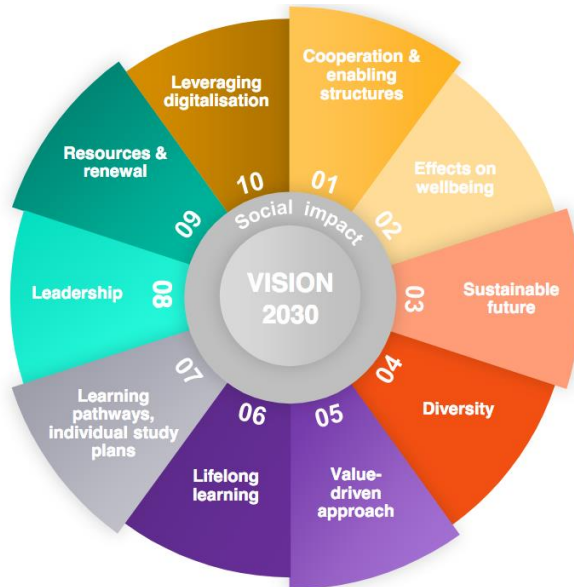 Cooperation &
enabling
structures
01
Effects on
wellbeing
02
Sustainable
future
03
Diversity
04
Value-
driven
approach
05
Lifelong
learning
06
Learning
pathways,
individual study
plans
07
Leadership
08
Resources &
renewal
09
Leveraging
digitalisation
10
Social impact
VISION
2030